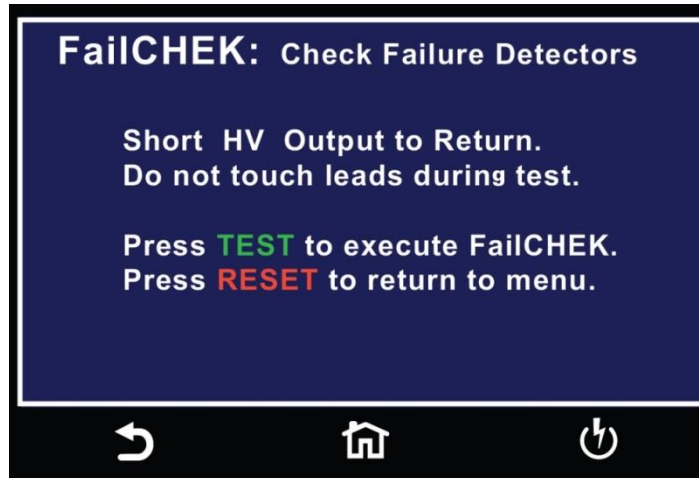 FailCHEK: Check Failure Detectors
Short HV Output to Return.
Do not touch leads during test.
Press TEST to execute FailCHEK.
Press RESET to return to menu.